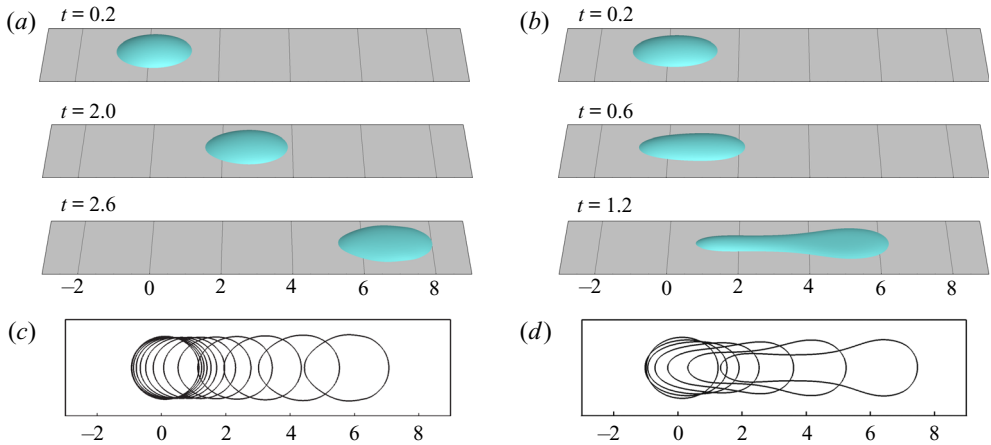 (a) t = 0.2
(b) t = 0.2
t = 2.0
t = 0.6
t = 2.6
t = 1.2
−2 0 2 4 6 8
−2 0 2 4 6 8
(c)
(d)
−2 0 2 4 6 8
−2 0 2 4 6 8